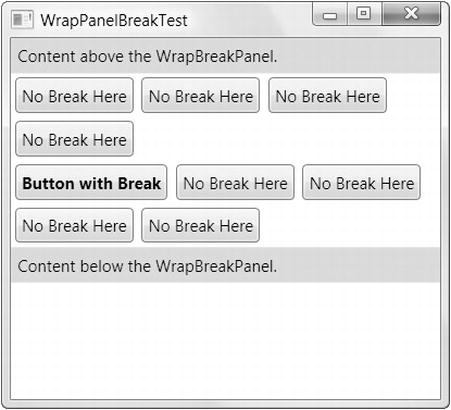 WrapPanelBreakTest
Content above the WrapBreakPanel.
No Break Here No Break Here No Break Here
No Break Here
Button with Break No Break Here No Break Here
No Break Here No Break Here
Content below the WrapBreakPanel.